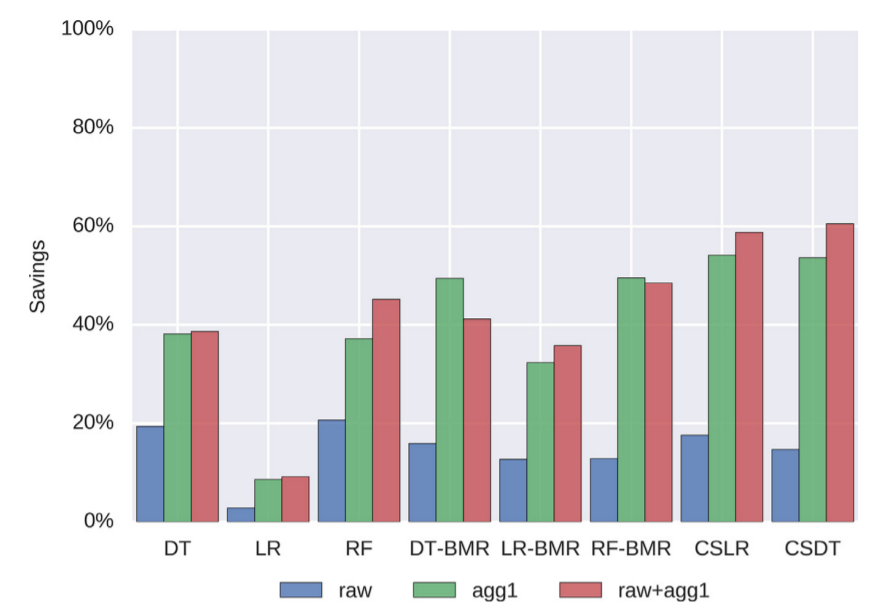 100%
80%
60%
40%
20%
0%
Savings
DT LR RF DT-BMR LR-BMR RF-BMR CSLR CSDT
raw agg1 raw+agg1